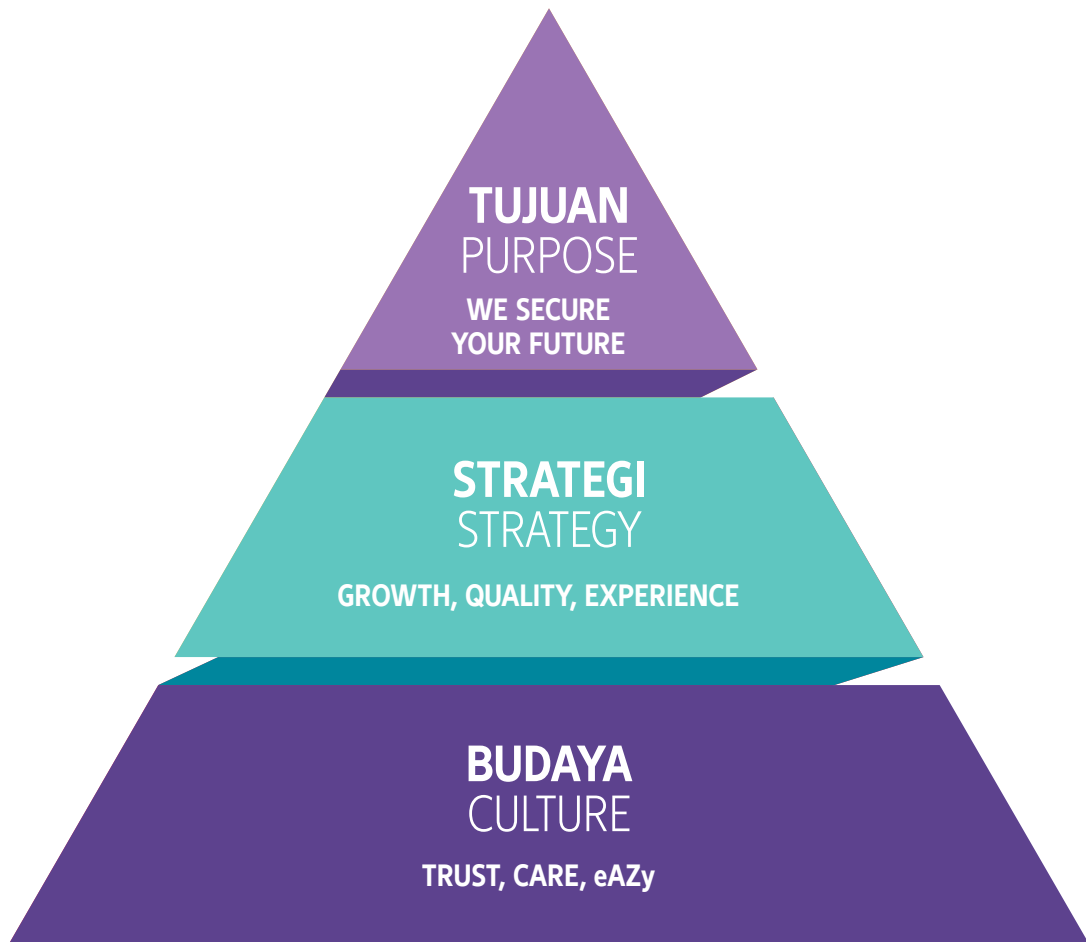 TUJUAN
PURPOSE
WE SECURE
YOUR FUTURE
STRATEGI
STRATEGY
GROWTH, QUALITY, EXPERIENCE
BUDAYA
CULTURE
TRUST, CARE, eAZy